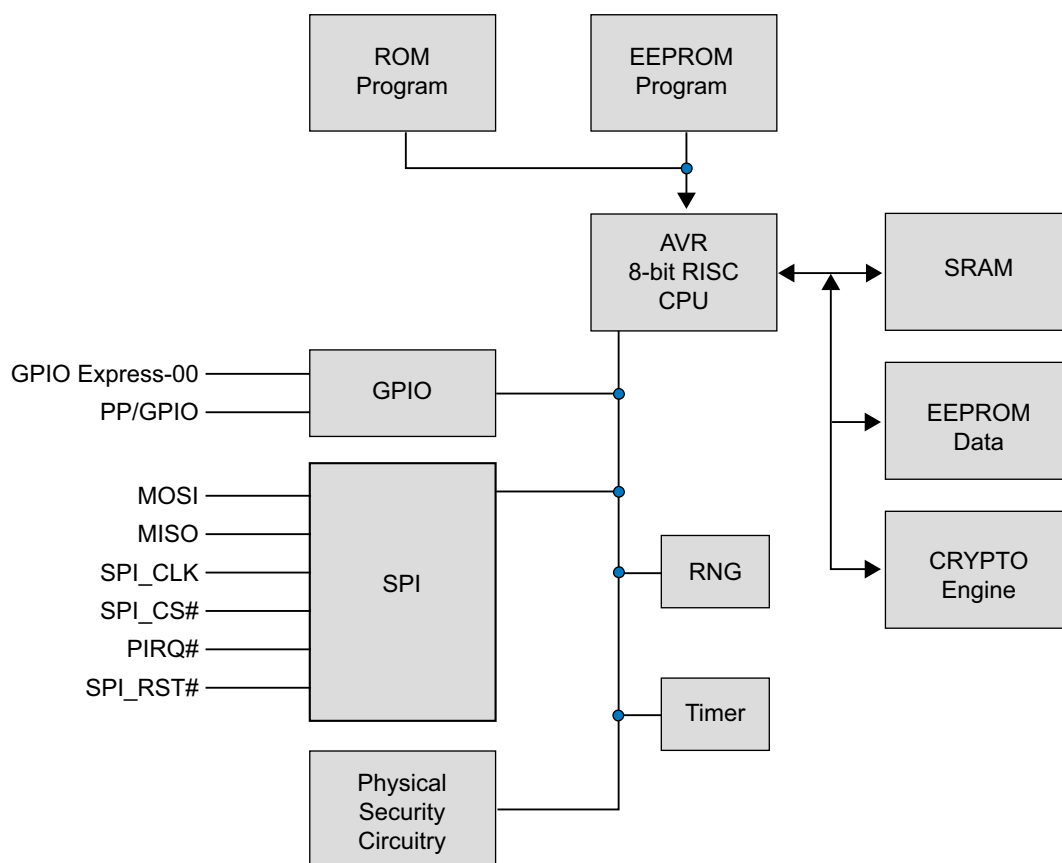 ROM
Program
EEPROM
Program
AVR
8-bit RISC
CPU
SRAM
GPIO Express-00
PP/GPIO
GPIO
EEPROM
Data
MOSI
MISO
SPI_CLK
SPI_CS#
PIRQ#
SPI_RST#
SPI
RNG
CRYPTO
Engine
Timer
Physical
Security
Circuitry